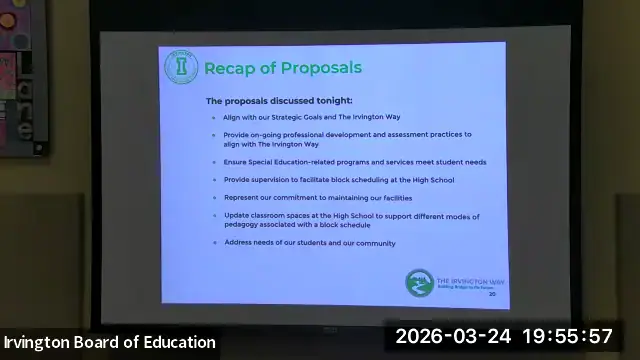 Recap of Proposals
The proposals discussed tonight:
Align with our Strategic Goals and The Irvington Way
Provide on-going professional development and assessment practices to
align with The Irvington Way
Ensure Special Education-related programs and services meet student needs
Provide supervision to facilitate block scheduling at the High School
Represent our commitment to maintaining our facilities
Update classroom spaces at the High School to support different modes of
pedagogy associated with a block schedule
Address needs of our students and our community
THE IRVINGTON WAY
20
Irvington Board of Education
2026-03-24 19:55:57